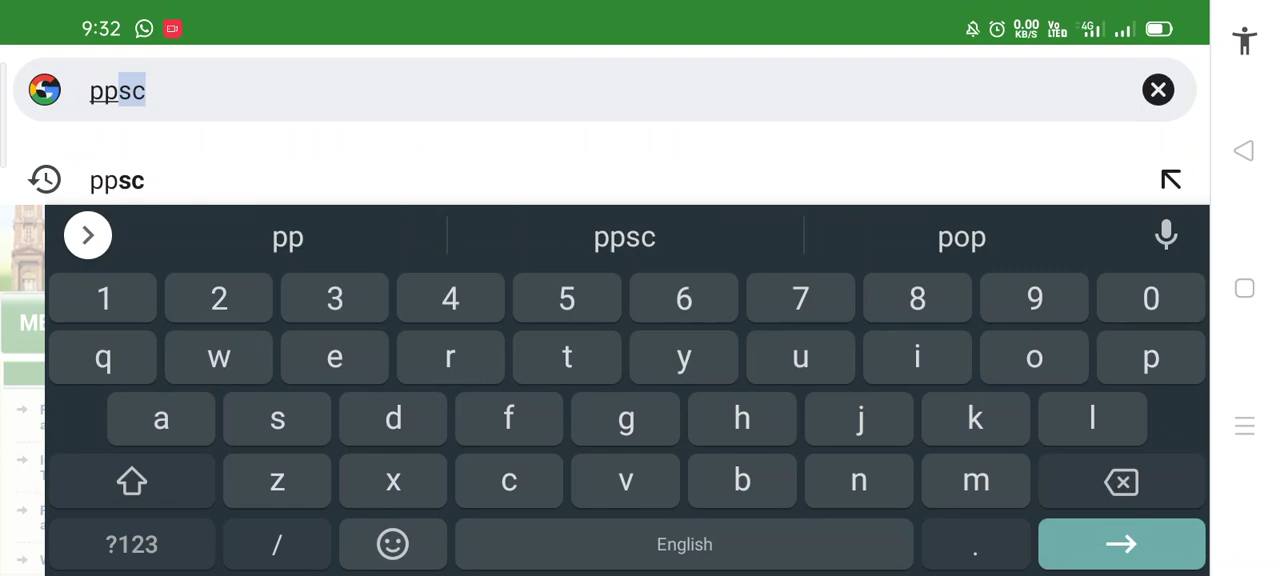 9:32 0.00 KB/S Vo LTED 4G
ppsc
ppsc
pp ppsc pop
1 2 3 4 5 6 7 8 9 0
q w e r t y u i o p
a s d f g h j k l
z x c v b n m
?123 / English .